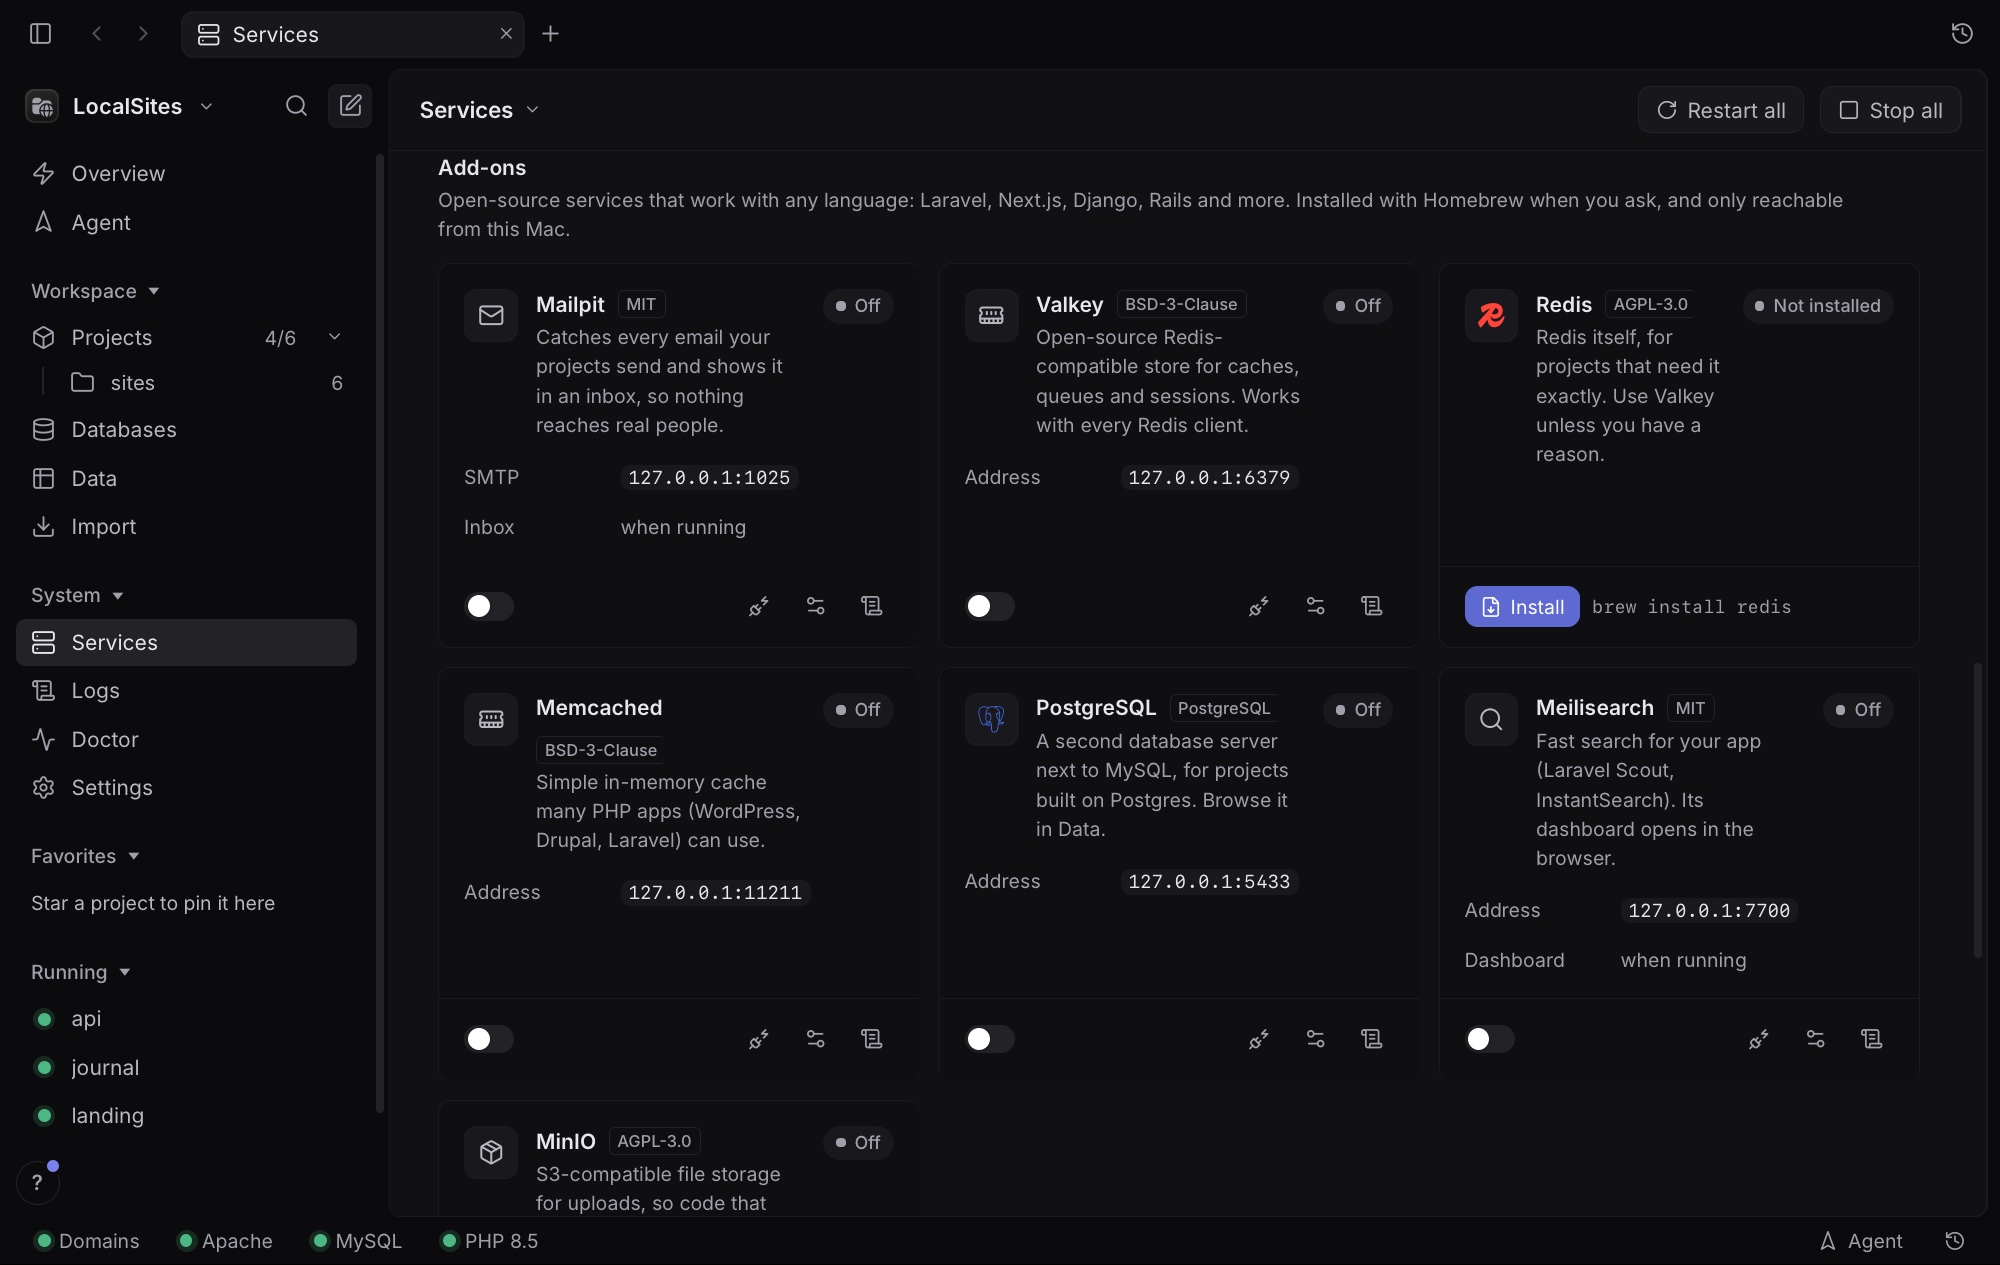 Services
LocalSites
Services
Restart all
Stop all
Overview
Agent
Workspace
Projects 4/6
sites 6
Databases
Data
Import
System
Services
Logs
Doctor
Settings
Favorites
Star a project to pin it here
Running
api
journal
landing
?
Add-ons
Open-source services that work with any language: Laravel, Next.js, Django, Rails and more. Installed with Homebrew when you ask, and only reachable
from this Mac.
Mailpit MIT Off
Catches every email your
projects send and shows it
in an inbox, so nothing
reaches real people.
SMTP 127.0.0.1:1025
Inbox when running
Valkey BSD-3-Clause Off
Open-source Redis-
compatible store for caches,
queues and sessions. Works
with every Redis client.
Address 127.0.0.1:6379
Redis AGPL-3.0 Not installed
Redis itself, for
projects that need it
exactly. Use Valkey
unless you have a
reason.
Install brew install redis
Memcached Off
BSD-3-Clause
Simple in-memory cache
many PHP apps (WordPress,
Drupal, Laravel) can use.
Address 127.0.0.1:11211
PostgreSQL PostgreSQL Off
A second database server
next to MySQL, for projects
built on Postgres. Browse it
in Data.
Address 127.0.0.1:5433
Meilisearch MIT Off
Fast search for your app
(Laravel Scout,
InstantSearch). Its
dashboard opens in the
browser.
Address 127.0.0.1:7700
Dashboard when running
MinIO AGPL-3.0 Off
S3-compatible file storage
for uploads, so code that
Domains Apache MySQL PHP 8.5
Agent